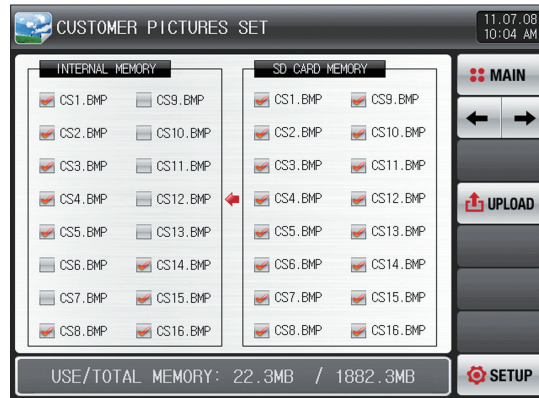 CUSTOMER PICTURES SET
11.07.08
10:04 AM
INTERNAL MEMORY
SD CARD MEMORY
CS1.BMP CS9.BMP CS1.BMP CS9.BMP
CS2.BMP CS10.BMP CS2.BMP CS10.BMP
CS3.BMP CS11.BMP CS3.BMP CS11.BMP
CS4.BMP CS12.BMP CS4.BMP CS12.BMP
CS5.BMP CS13.BMP CS5.BMP CS13.BMP
CS6.BMP CS14.BMP CS6.BMP CS14.BMP
CS7.BMP CS15.BMP CS7.BMP CS15.BMP
CS8.BMP CS16.BMP CS8.BMP CS16.BMP
USE/TOTAL MEMORY: 22.3MB / 1882.3MB
MAIN
UPLOAD
SETUP